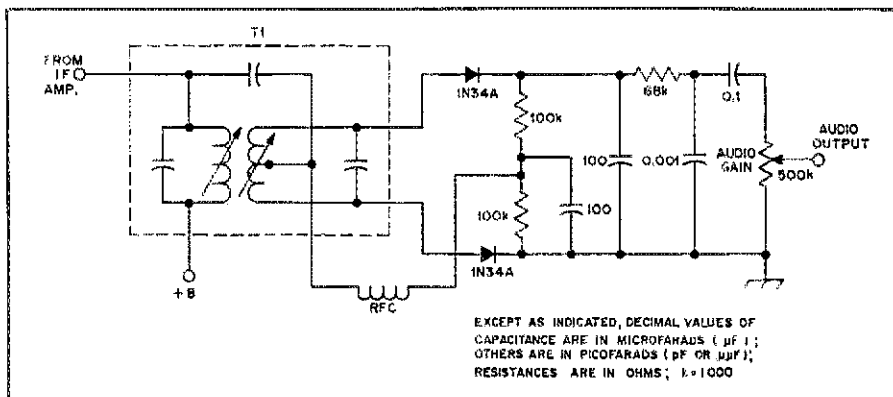 T1
FROM
I F
AMP.
1N34A
68k
0.1
100k
AUDIO
OUTPUT
100
0.001
AUDIO
GAIN
500k
100k
100
1N34A
+B
RFC
EXCEPT AS INDICATED, DECIMAL VALUES OF
CAPACITANCE ARE IN MICROFARADS ( µF ) ;
OTHERS ARE IN PICOFARADS ( pF OR µµF);
RESISTANCES ARE IN OHMS; k=1000